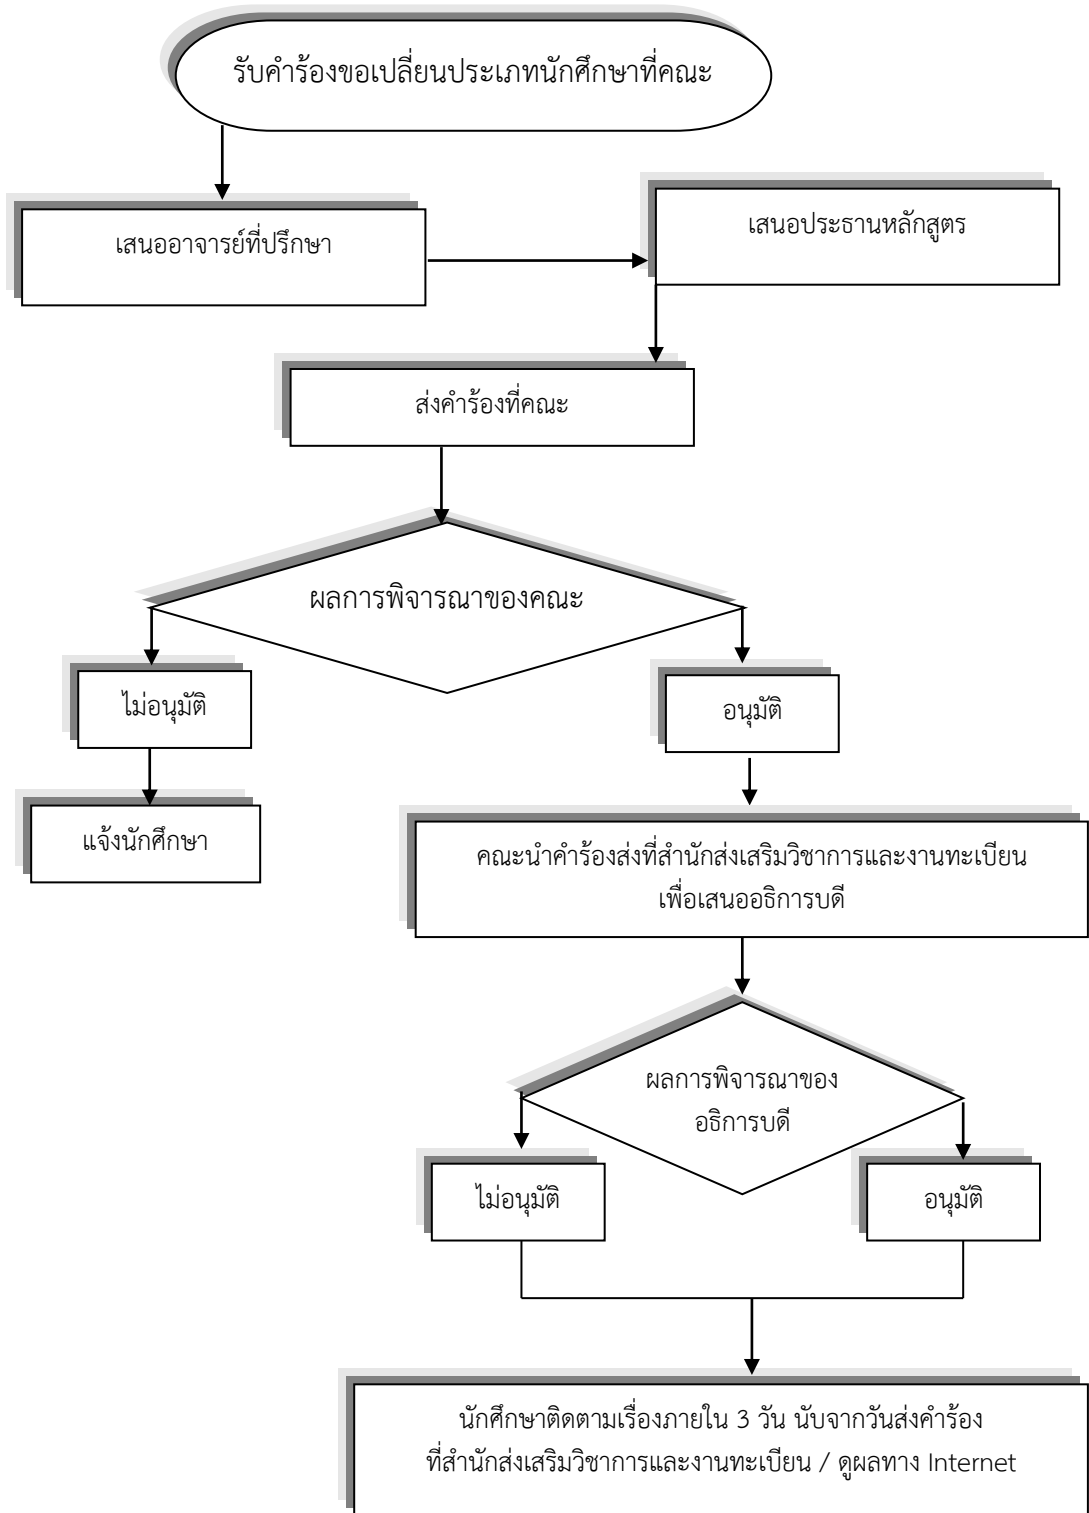 รับคำร้องขอเปลี่ยนประเภทนักศึกษาที่คณะ
เสนออาจารย์ที่ปรึกษา
เสนอประธานหลักสูตร
ส่งคำร้องที่คณะ
ผลการพิจารณาของคณะ
ไม่อนุมัติ
อนุมัติ
แจ้งนักศึกษา
คณะนำคำร้องส่งที่สำนักส่งเสริมวิชาการและงานทะเบียน
เพื่อเสนออธิการบดี
ผลการพิจารณาของ
อธิการบดี
ไม่อนุมัติ
อนุมัติ
นักศึกษาติดตามเรื่องภายใน 3 วัน นับจากวันส่งคำร้อง
ที่สำนักส่งเสริมวิชาการและงานทะเบียน / ดูผลทาง Internet